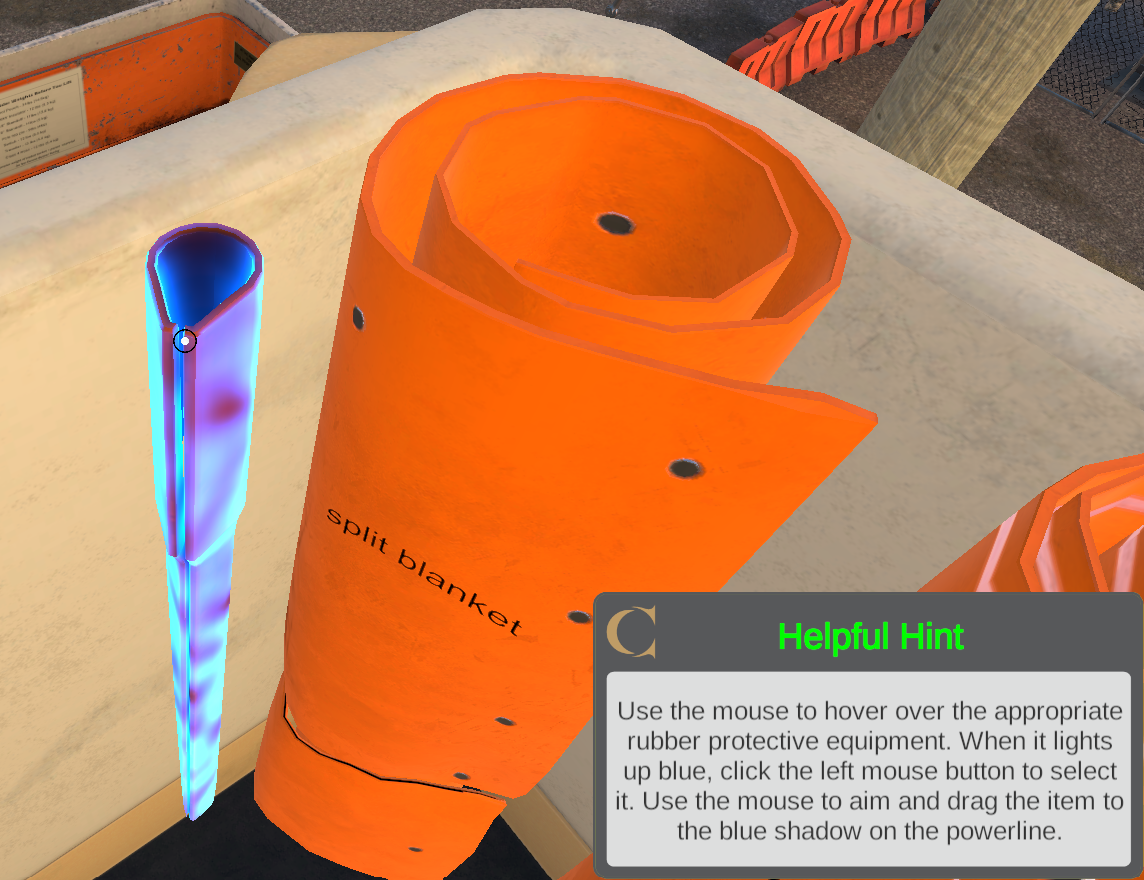 split blanket
C
Helpful Hint
Use the mouse to hover over the appropriate
rubber protective equipment. When it lights
up blue, click the left mouse button to select
it. Use the mouse to aim and drag the item to
the blue shadow on the powerline.